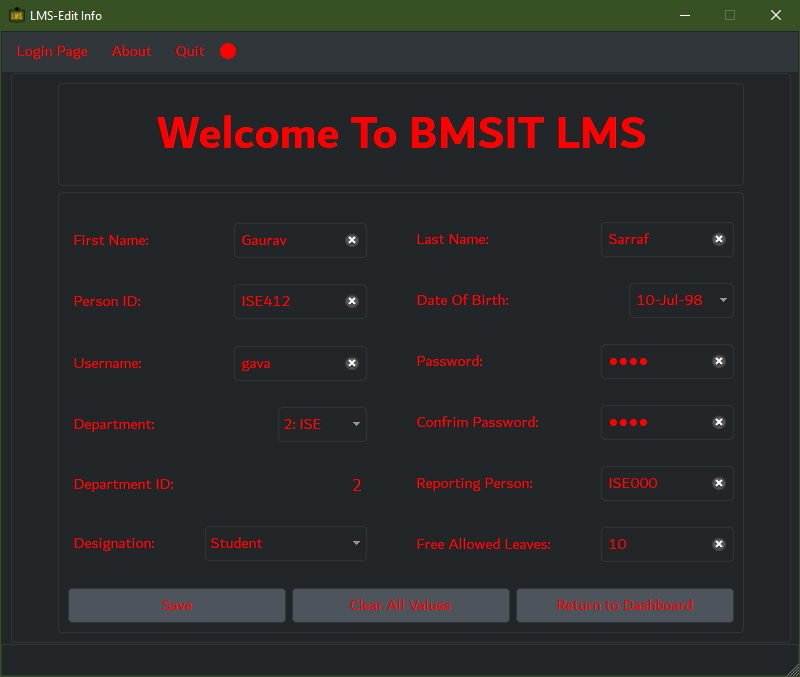 LMS-Edit Info
Login Page About Quit
Welcome To BMSIT LMS
First Name: Gaurav Last Name: Sarraf
Person ID: ISE412 Date Of Birth: 10-Jul-98
Username: gava Password: ●●●●
Department: 2: ISE Confrim Password: ●●●●
Department ID: 2 Reporting Person: ISE000
Designation: Student Free Allowed Leaves: 10
Save Clear All Values Return to Dashboard